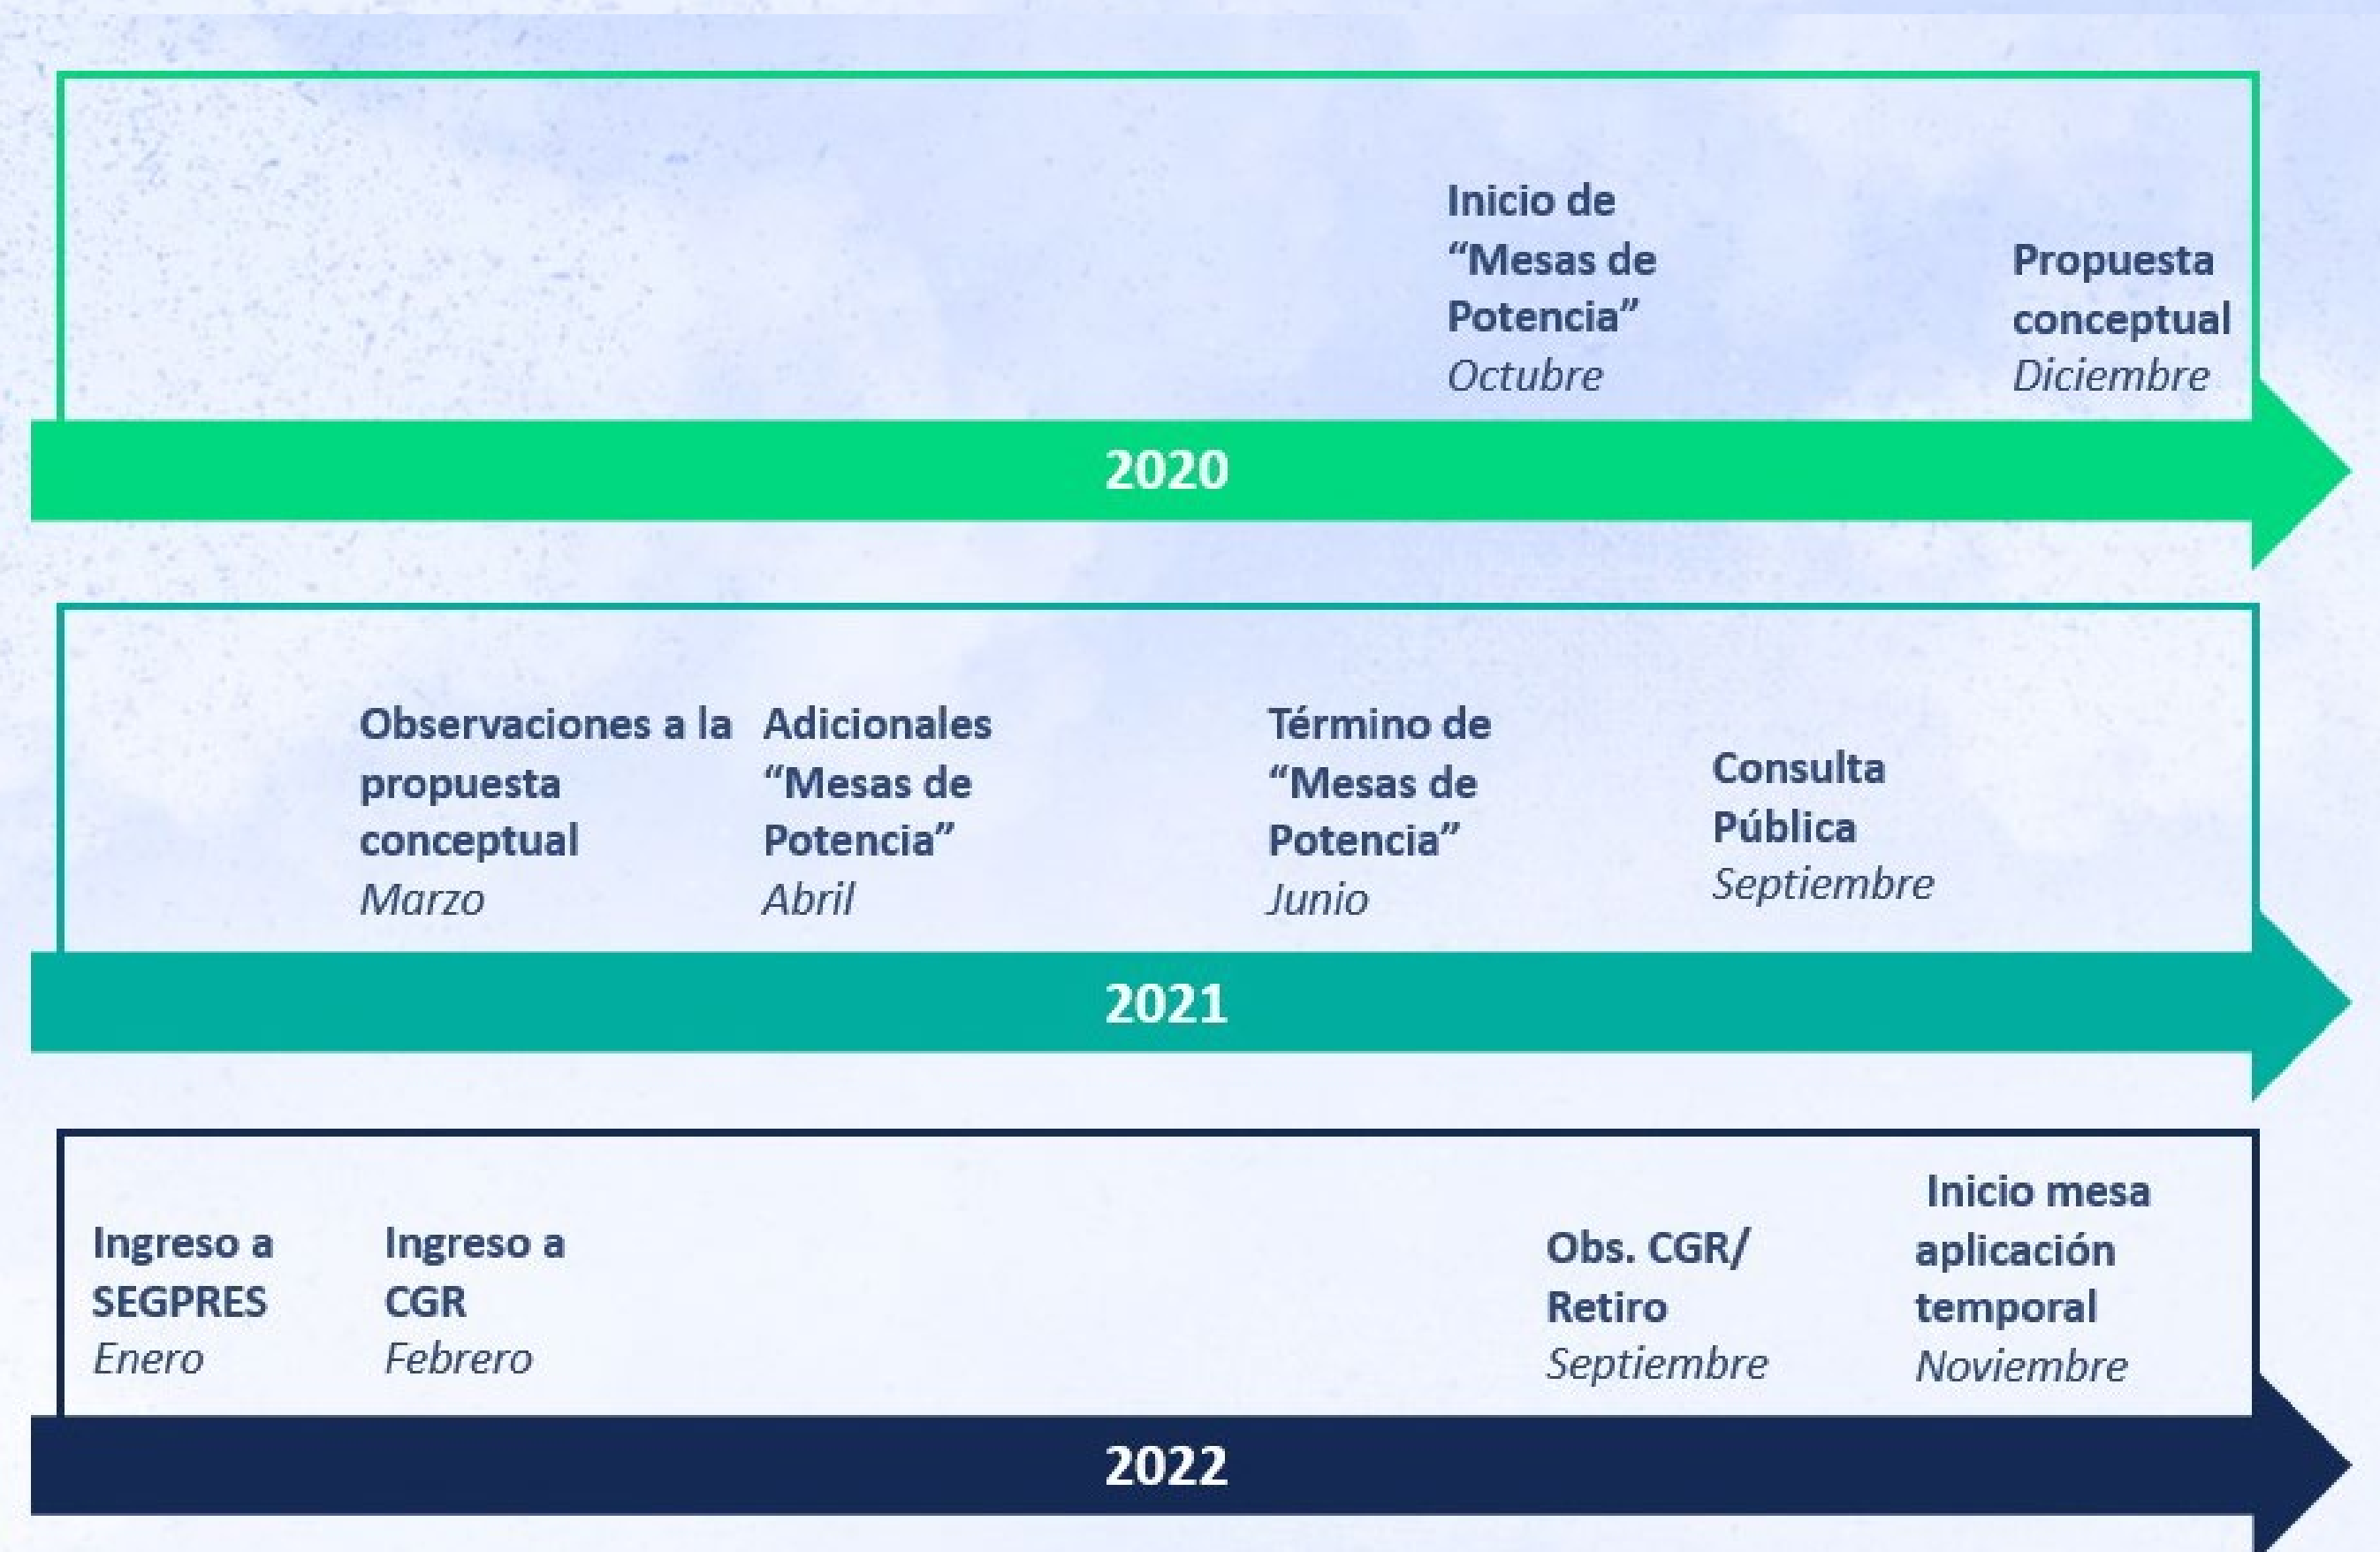 Inicio de
“Mesas de
Potencia”
Octubre
Propuesta
conceptual
Diciembre
2020
Observaciones a la
propuesta
conceptual
Marzo
Adicionales
“Mesas de
Potencia”
Abril
Término de
“Mesas de
Potencia”
Junio
Consulta
Pública
Septiembre
2021
Ingreso a
SEGPRES
Enero
Ingreso a
CGR
Febrero
Obs. CGR/
Retiro
Septiembre
Inicio mesa
aplicación
temporal
Noviembre
2022